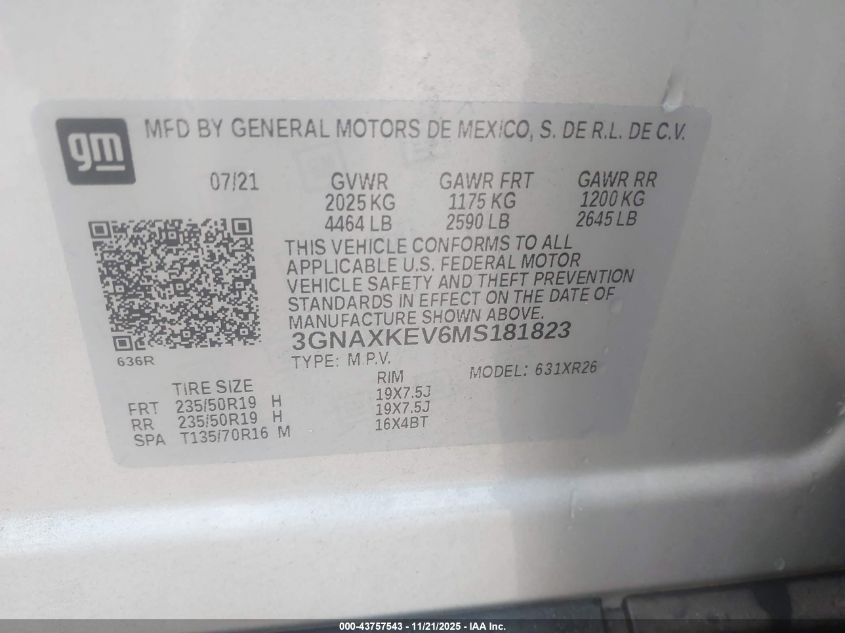 gm
MFD BY GENERAL MOTORS DE MEXICO, S. DE R.L. DE C.V.
07/21 GVWR GAWR FRT GAWR RR
2025 KG 1175 KG 1200 KG
4464 LB 2590 LB 2645 LB
THIS VEHICLE CONFORMS TO ALL
APPLICABLE U.S. FEDERAL MOTOR
VEHICLE SAFETY AND THEFT PREVENTION
STANDARDS IN EFFECT ON THE DATE OF
MANUFACTURE SHOWN ABOVE.
3GNAXKEV6MS181823
636R
TYPE: M.P.V. MODEL: 631XR26
TIRE SIZE RIM
FRT 235/50R19 H 19X7.5J
RR 235/50R19 H 19X7.5J
SPA T135/70R16 M 16X4BT
000-43757543 - 11/21/2025 - IAA Inc.